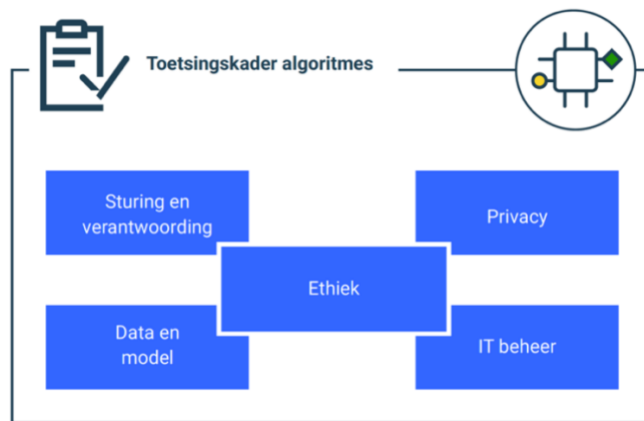 Toetsingskader algoritmes
Sturing en
verantwoording
Privacy
Ethiek
Data en
model
IT beheer